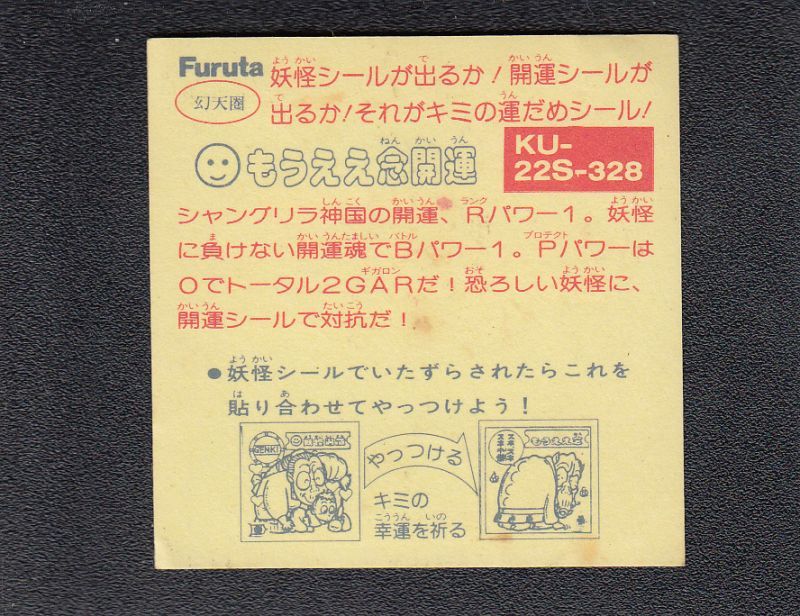 Furuta
妖怪シールが出るか!開運シールが
幻天圏
出るか!それがキミの運だめシール!
もうええ念開運
KU-
22S-328
シャングリラ神国の開運、Rパワー1。妖怪
に負けない開運魂でBパワー1。Pパワーは
0でトータル2GARだ!恐ろしい妖怪に、
開運シールで対抗だ!
●妖怪シールでいたずらされたらこれを
貼り合わせてやっつけよう!
GENKI
もうええ念
やっつける
キミの
幸運を祈る